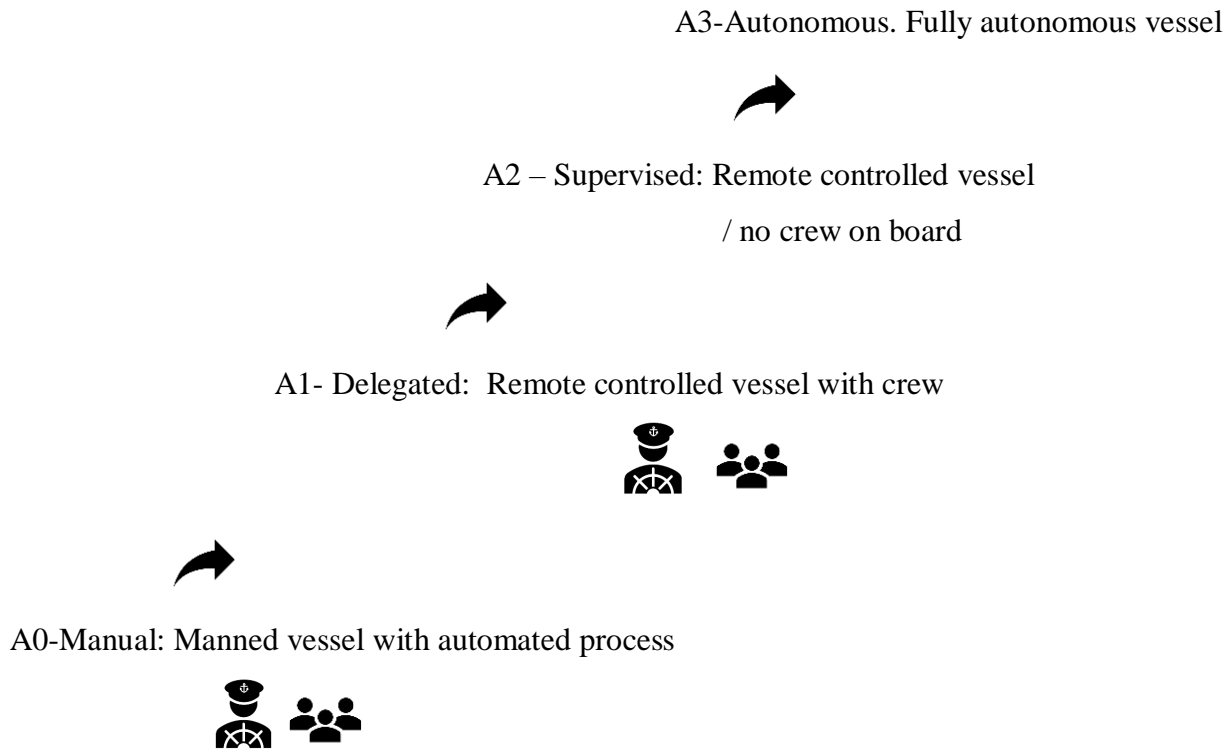 A3-Autonomous. Fully autonomous vessel
A2 – Supervised: Remote controlled vessel
/ no crew on board
A1- Delegated:  Remote controlled vessel with crew
A0-Manual: Manned vessel with automated process